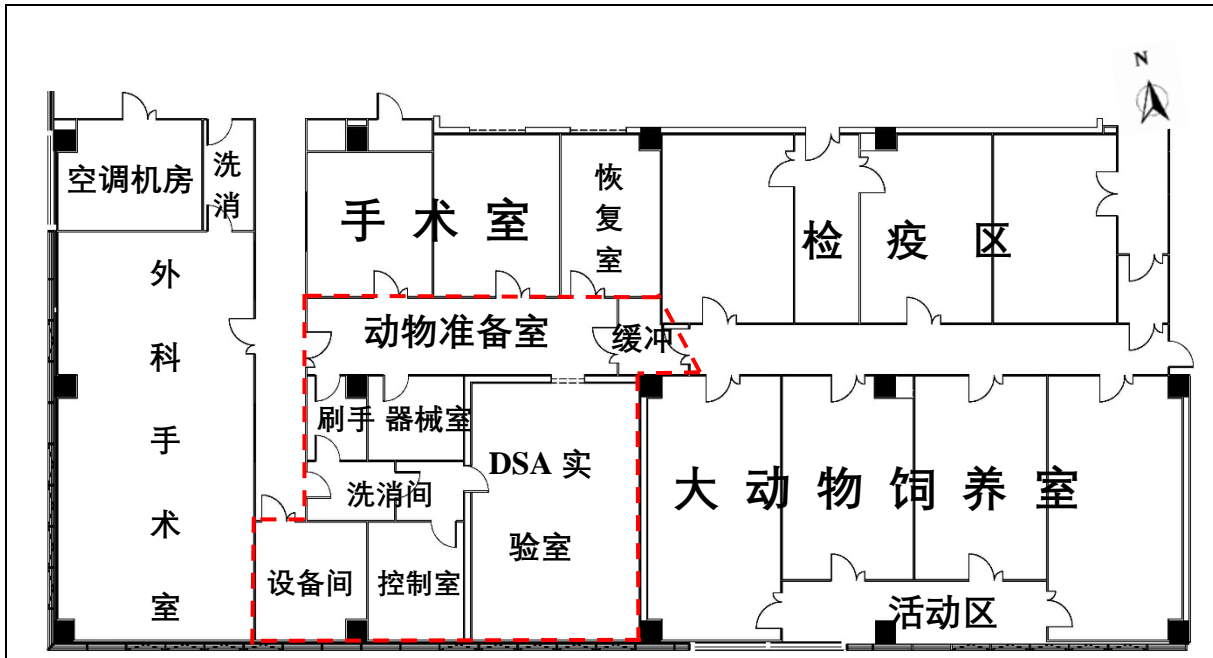 N
空调机房
洗消
手术室
恢复室
检疫区
外科手术室
动物准备室
缓冲
刷手
器械室
DSA 实
验室
洗消间
大动物饲养室
设备间
控制室
活动区